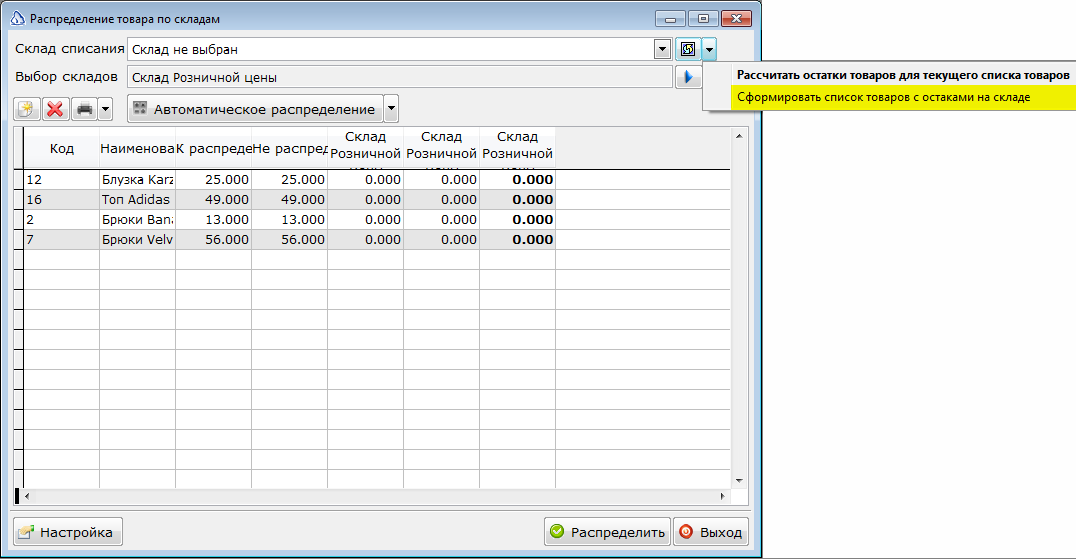 Распределение товара по складам
Склад списания Склад не выбран
Выбор складов Склад Розничной цены
Рассчитать остатки товаров для текущего списка товаров
Сформировать список товаров с остаками на складе
Автоматическое распределение
Код Наименова К распреде Не распред Склад Розничной Склад Розничной Склад Розничной
12 Блузка Karz 25.000 25.000 0.000 0.000 0.000
16 Топ Adidas 49.000 49.000 0.000 0.000 0.000
2 Брюки Bana 13.000 13.000 0.000 0.000 0.000
7 Брюки Velv 56.000 56.000 0.000 0.000 0.000
Настройка Распределить Выход